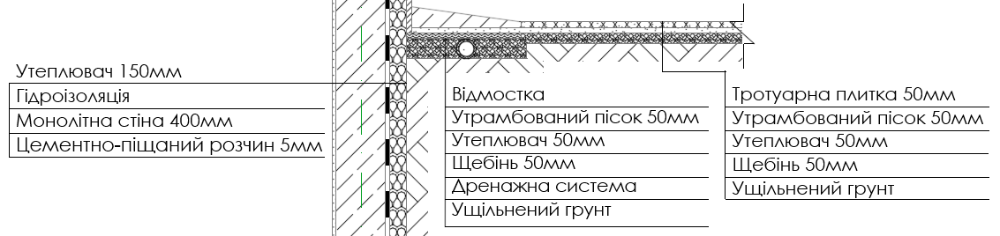 Утеплювач 150мм
Гідроізоляція
Монолітна стіна 400мм
Цементно-піщаний розчин 5мм
Відмостка
Утрамбований пісок 50мм
Утеплювач 50мм
Щебінь 50мм
Дренажна система
Ущільнений грунт
Тротуарна плитка 50мм
Утрамбований пісок 50мм
Утеплювач 50мм
Щебінь 50мм
Ущільнений грунт